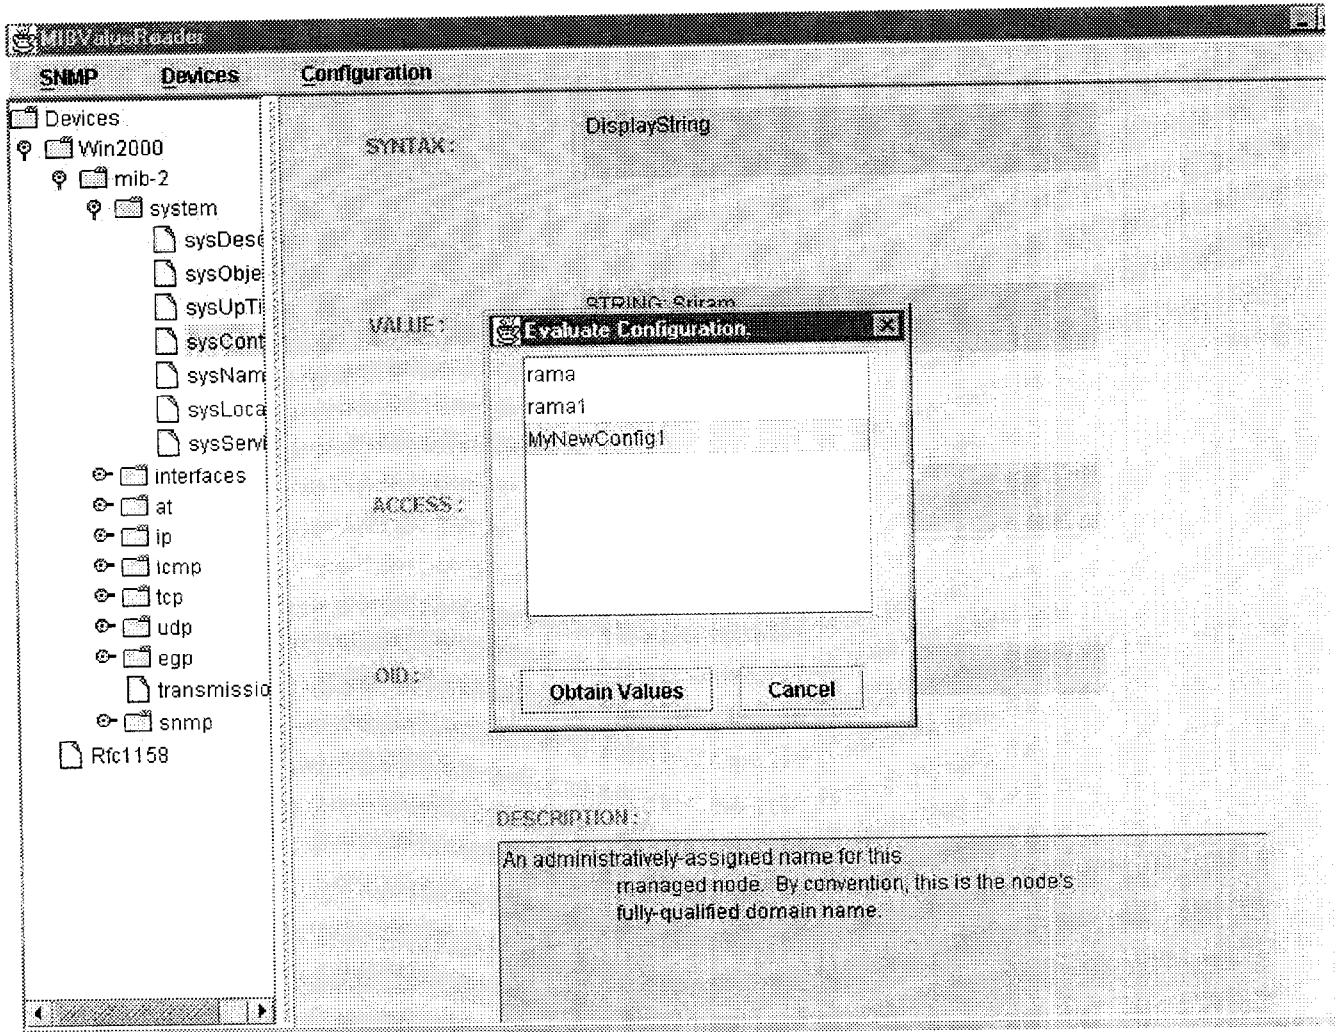 MIBValueReader
SNMP Devices Configuration
Devices
Win2000
mib-2
system
sysDesc
sysObje
sysUpTi
sysCont
sysNam
sysLoca
sysServi
interfaces
at
ip
icmp
tcp
udp
egp
transmissio
snmp
Rfc1158
SYNTAX :
DisplayString
VALUE :
STRING: Sriram
ACCESS :
OID :
Evaluate Configuration.
rama
rama1
MyNewConfig1
Obtain Values Cancel
DESCRIPTION :
An administratively-assigned name for this
managed node. By convention, this is the node's
fully-qualified domain name.